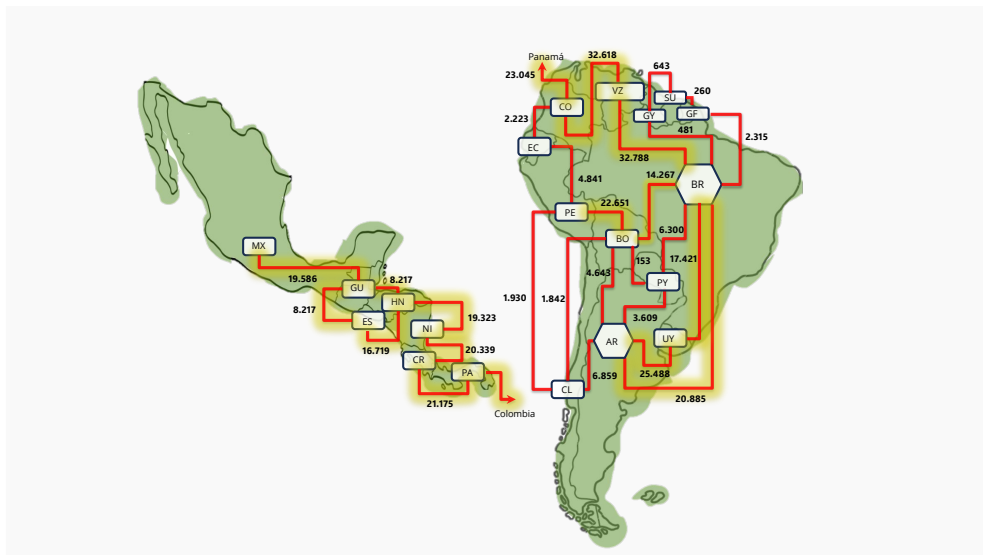 MX
19.586
GU
8.217
HN
8.217
ES
16.719
NI
19.323
CR
20.339
PA
21.175
Colombia
Panamá
23.045
32.618
643
VZ
SU
260
CO
GY
GF
2.223
481
2.315
EC
32.788
4.841
14.267
BR
22.651
PE
6.300
BO
153
17.421
4.643
PY
1.930
1.842
3.609
AR
UY
6.859
25.488
CL
20.885